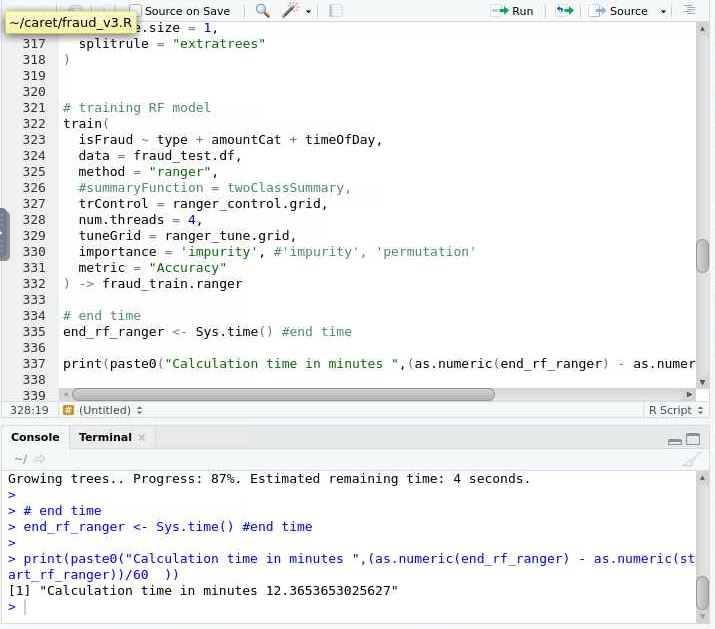 ~/caret/fraud_v3.R
Source on Save
Run
Source
.size = 1,
317 splitrule = "extratrees"
318 )
319
320
321 # training RF model
322 train(
323 isFraud ~ type + amountCat + timeOfDay,
324 data = fraud_test.df,
325 method = "ranger",
326 #summaryFunction = twoClassSummary,
327 trControl = ranger_control.grid,
328 num.threads = 4,
329 tuneGrid = ranger_tune.grid,
330 importance = 'impurity', #'impurity', 'permutation'
331 metric = "Accuracy"
332 ) -> fraud_train.ranger
333
334 # end time
335 end_rf_ranger <- Sys.time() #end time
336
337 print(paste0("Calculation time in minutes ",(as.numeric(end_rf_ranger) - as.numer
338
339
328:19 # (Untitled) R Script
Console Terminal
~/
Growing trees.. Progress: 87%. Estimated remaining time: 4 seconds.
>
> # end time
> end_rf_ranger <- Sys.time() #end time
>
> print(paste0("Calculation time in minutes ",(as.numeric(end_rf_ranger) - as.numeric(st
art_rf_ranger))/60  ))
[1] "Calculation time in minutes 12.3653653025627"
>